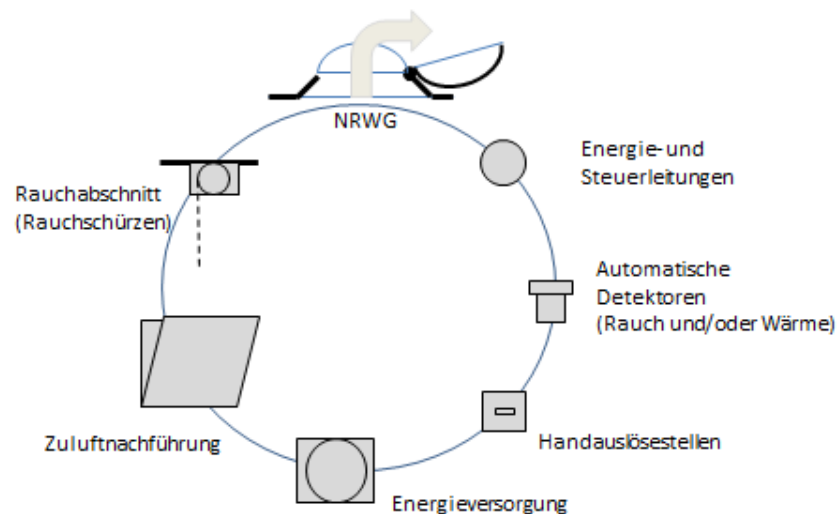 NRWG
Energie- und
Steuerleitungen
Automatische
Detektoren
(Rauch und/oder Wärme)
Handauslösestellen
Energieversorgung
Zuluftnachführung
Rauchabschnitt
(Rauchschürzen)